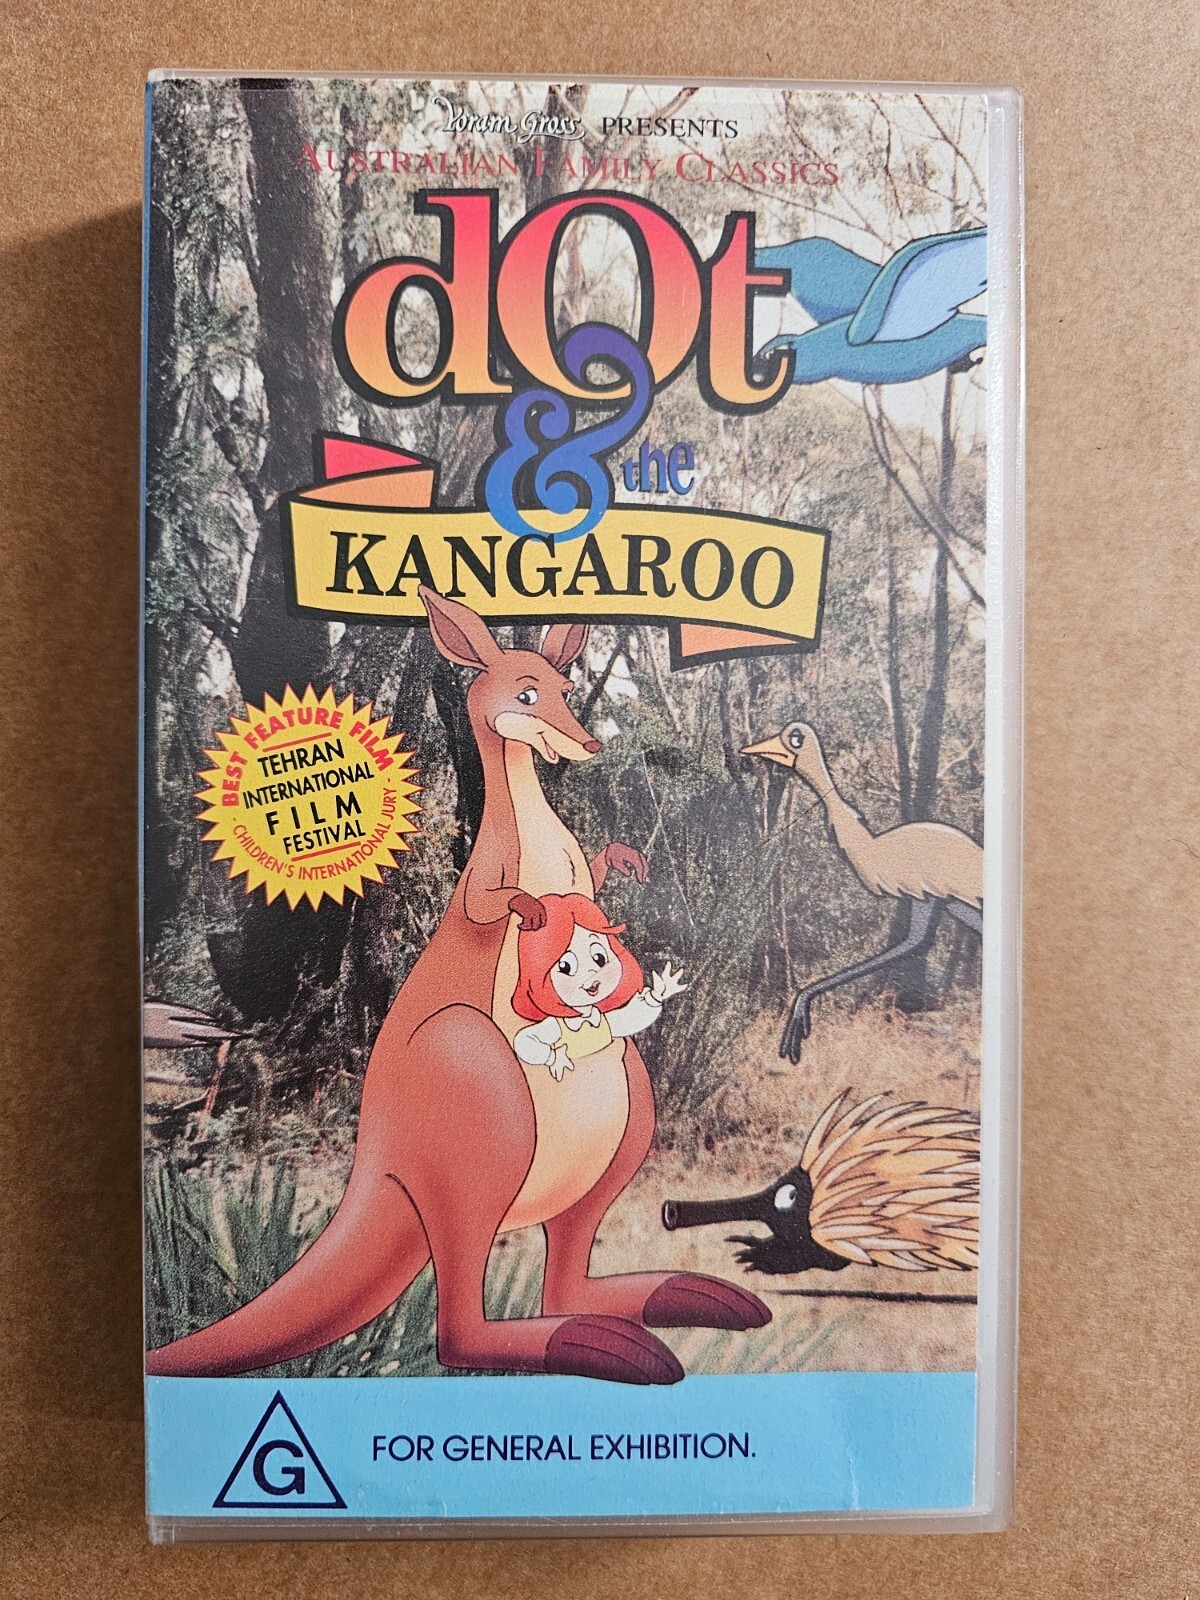 Yoram Gross PRESENTS
AUSTRALIAN FAMILY CLASSICS
dOt
& the
KANGAROO
BEST FEATURE FILM
TEHRAN
INTERNATIONAL
FILM
FESTIVAL
- CHILDREN'S INTERNATIONAL JURY -
G
FOR GENERAL EXHIBITION.